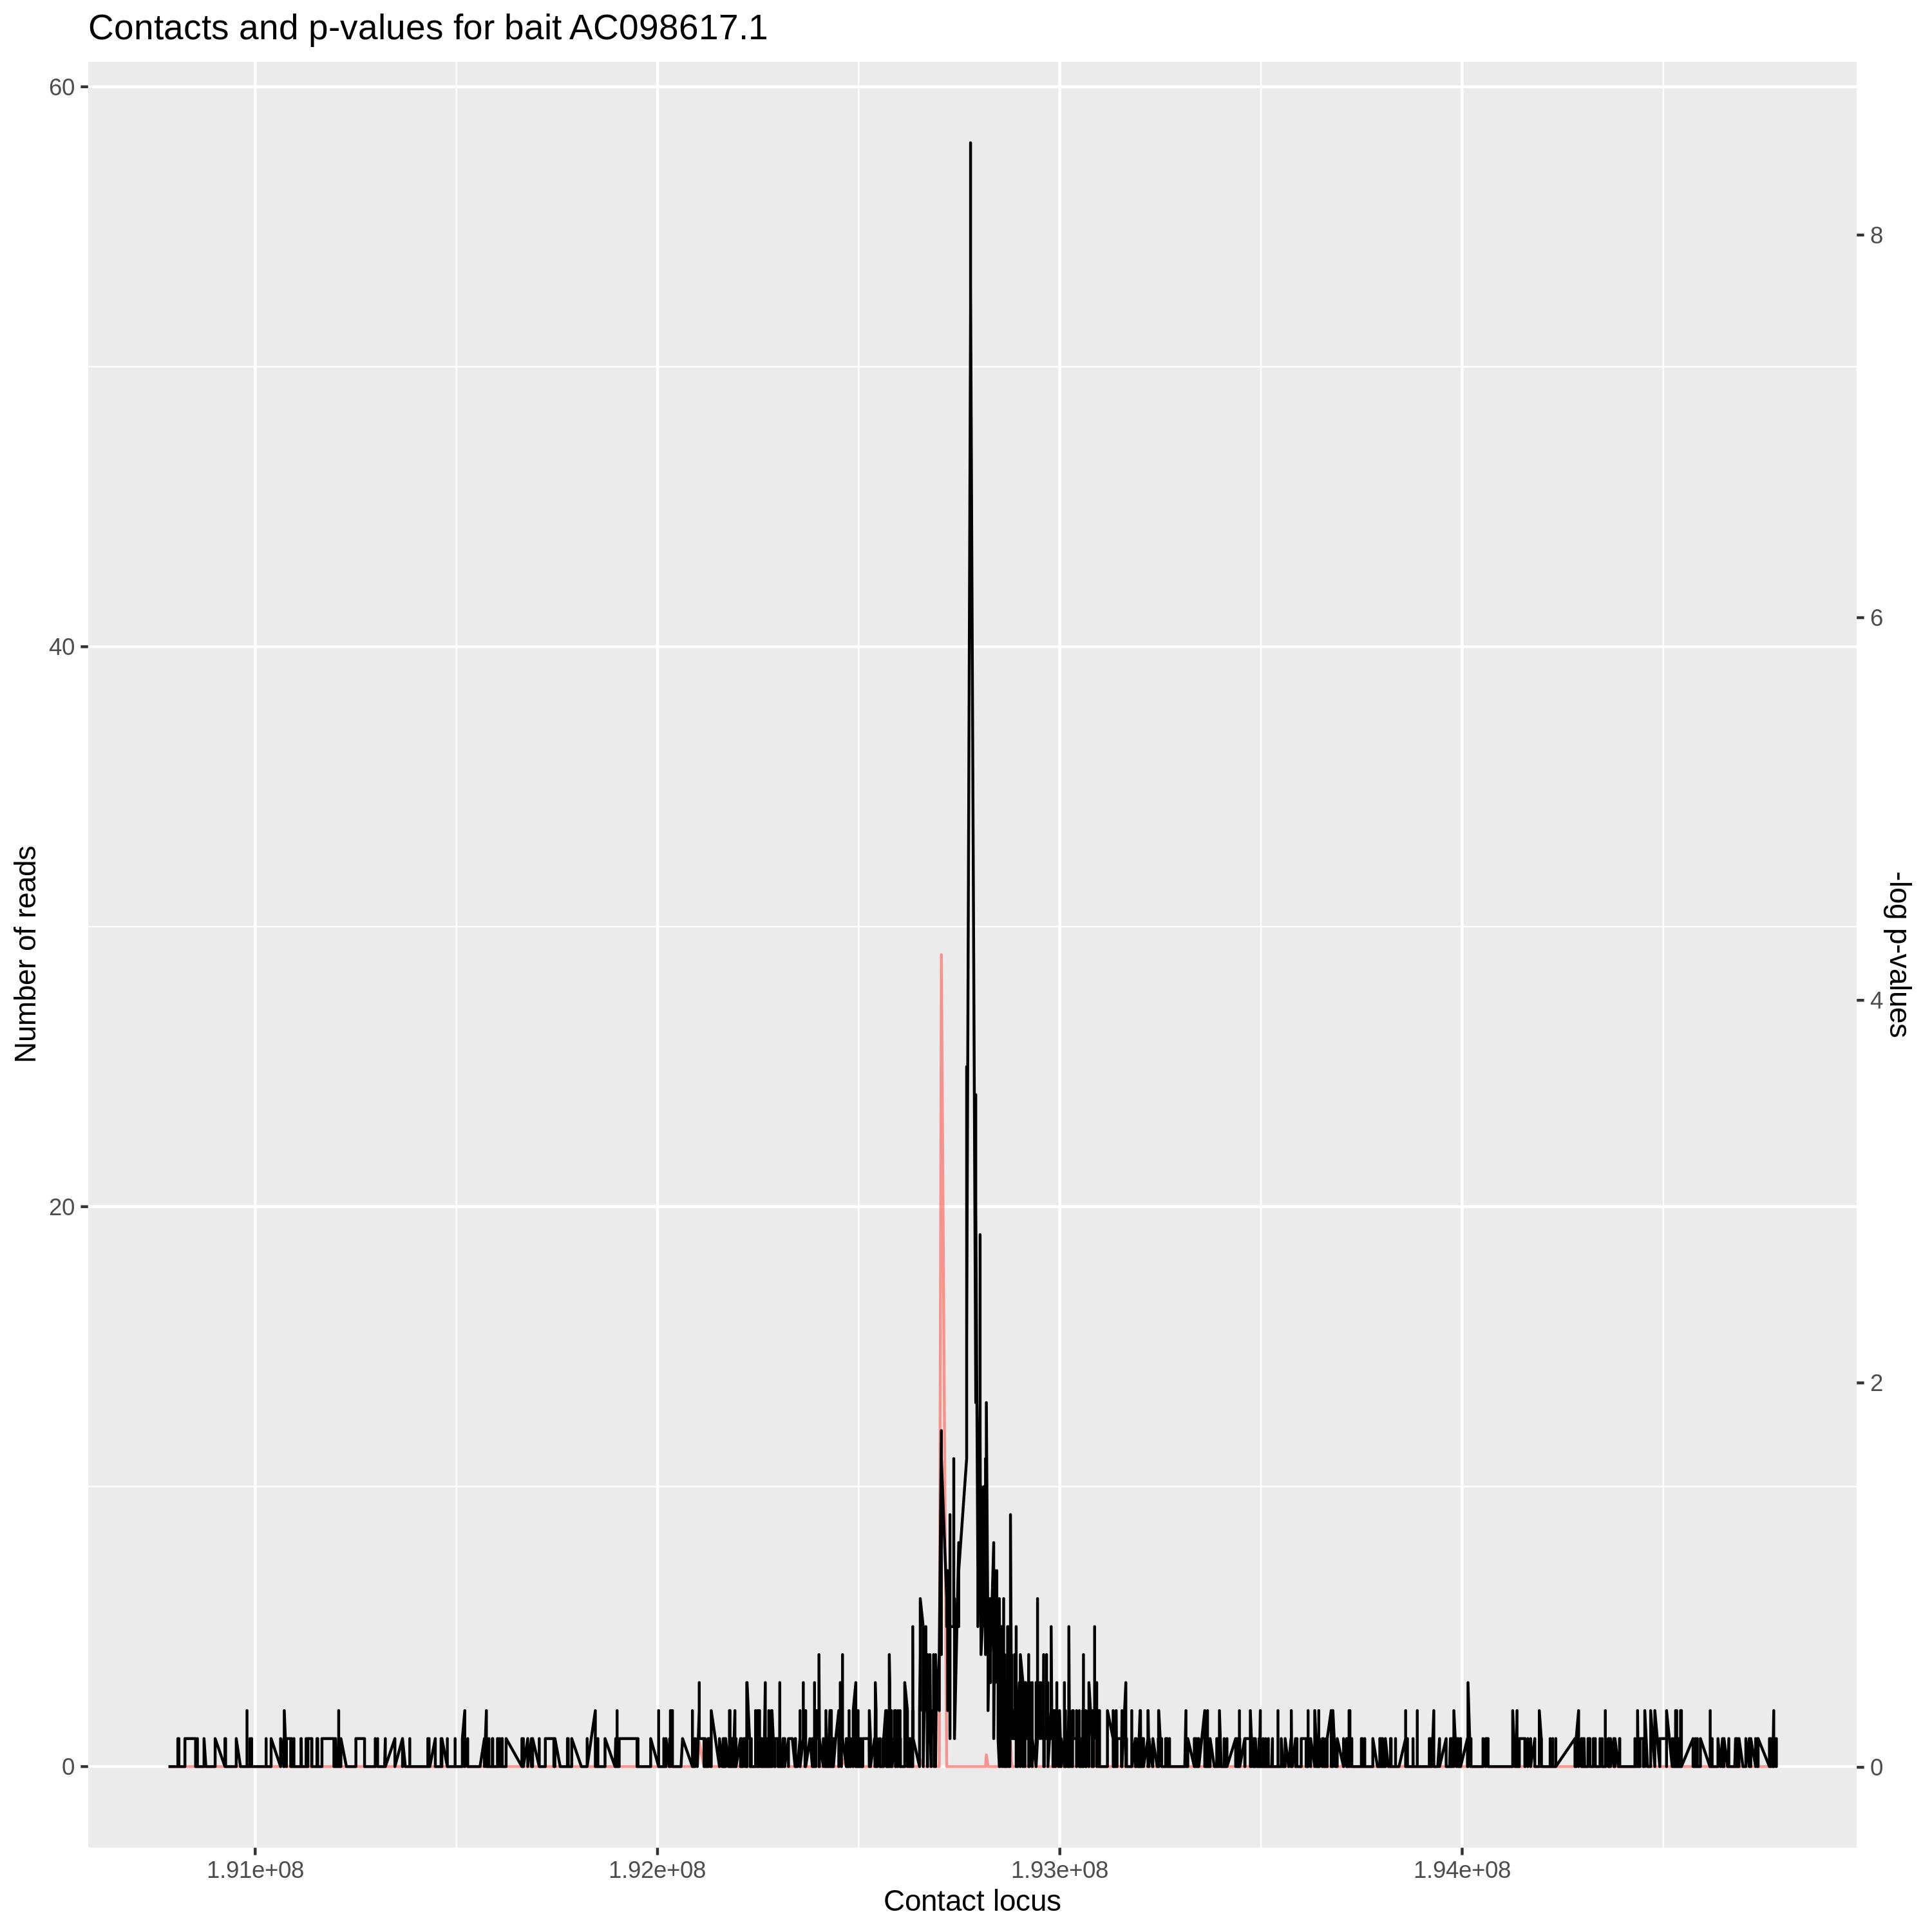 Contacts and p-values for bait AC098617.1
60
40
20
0
Number of reads
8
6
4
2
0
-log p-values
1.91e+08
1.92e+08
1.93e+08
1.94e+08
Contact locus